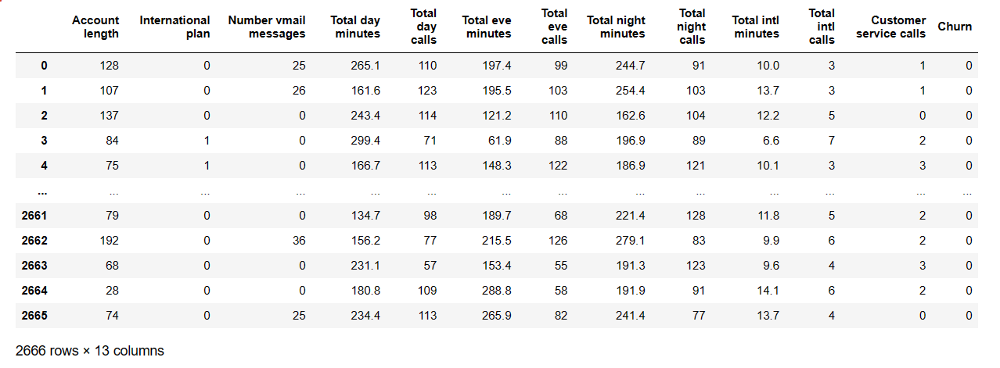 Account length International plan Number vmail messages Total day minutes Total day calls Total eve minutes Total eve calls Total night minutes Total night calls Total intl minutes Total intl calls Customer service calls Churn
0 128 0 25 265.1 110 197.4 99 244.7 91 10.0 3 1 0
1 107 0 26 161.6 123 195.5 103 254.4 103 13.7 3 1 0
2 137 0 0 243.4 114 121.2 110 162.6 104 12.2 5 0 0
3 84 1 0 299.4 71 61.9 88 196.9 89 6.6 7 2 0
4 75 1 0 166.7 113 148.3 122 186.9 121 10.1 3 3 0
... ... ... ... ... ... ... ... ... ... ... ... ... ...
2661 79 0 0 134.7 98 189.7 68 221.4 128 11.8 5 2 0
2662 192 0 36 156.2 77 215.5 126 279.1 83 9.9 6 2 0
2663 68 0 0 231.1 57 153.4 55 191.3 123 9.6 4 3 0
2664 28 0 0 180.8 109 288.8 58 191.9 91 14.1 6 2 0
2665 74 0 25 234.4 113 265.9 82 241.4 77 13.7 4 0 0
2666 rows × 13 columns